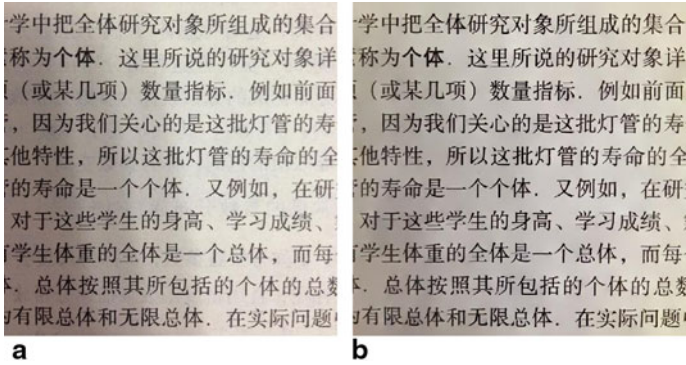 学中把全体研究对象所组成的集合
称为个体．这里所说的研究对象详
（或某几项）数量指标．例如前面
，因为我们关心的是这批灯管的寿
他特性，所以这批灯管的寿命的全
的寿命是一个个体．又例如，在研
对于这些学生的身高、学习成绩、
学生体重的全体是一个总体，而每
．总体按照其所包括的个体的总数
有限总体和无限总体．在实际问题
a
学中把全体研究对象所组成的集合
称为个体．这里所说的研究对象详
（或某几项）数量指标．例如前面
，因为我们关心的是这批灯管的寿
他特性，所以这批灯管的寿命的全
的寿命是一个个体．又例如，在研
对于这些学生的身高、学习成绩、
学生体重的全体是一个总体，而每
．总体按照其所包括的个体的总数
有限总体和无限总体．在实际问题
b